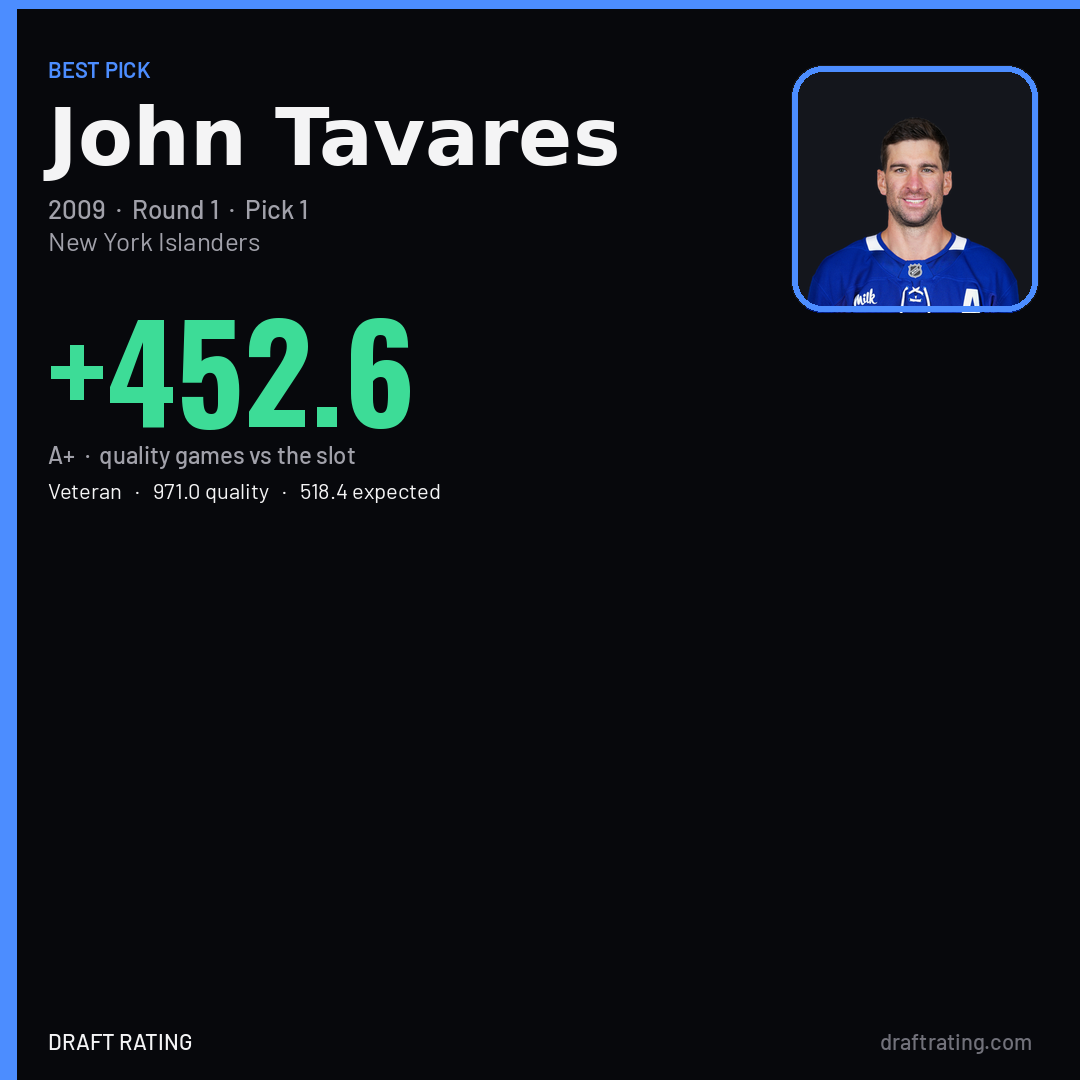 BEST PICK
John Tavares
2009 · Round 1 · Pick 1
New York Islanders
Milk
A
+452.6
A+ · quality games vs the slot
Veteran · 971.0 quality · 518.4 expected
DRAFT RATING
draftrating.com